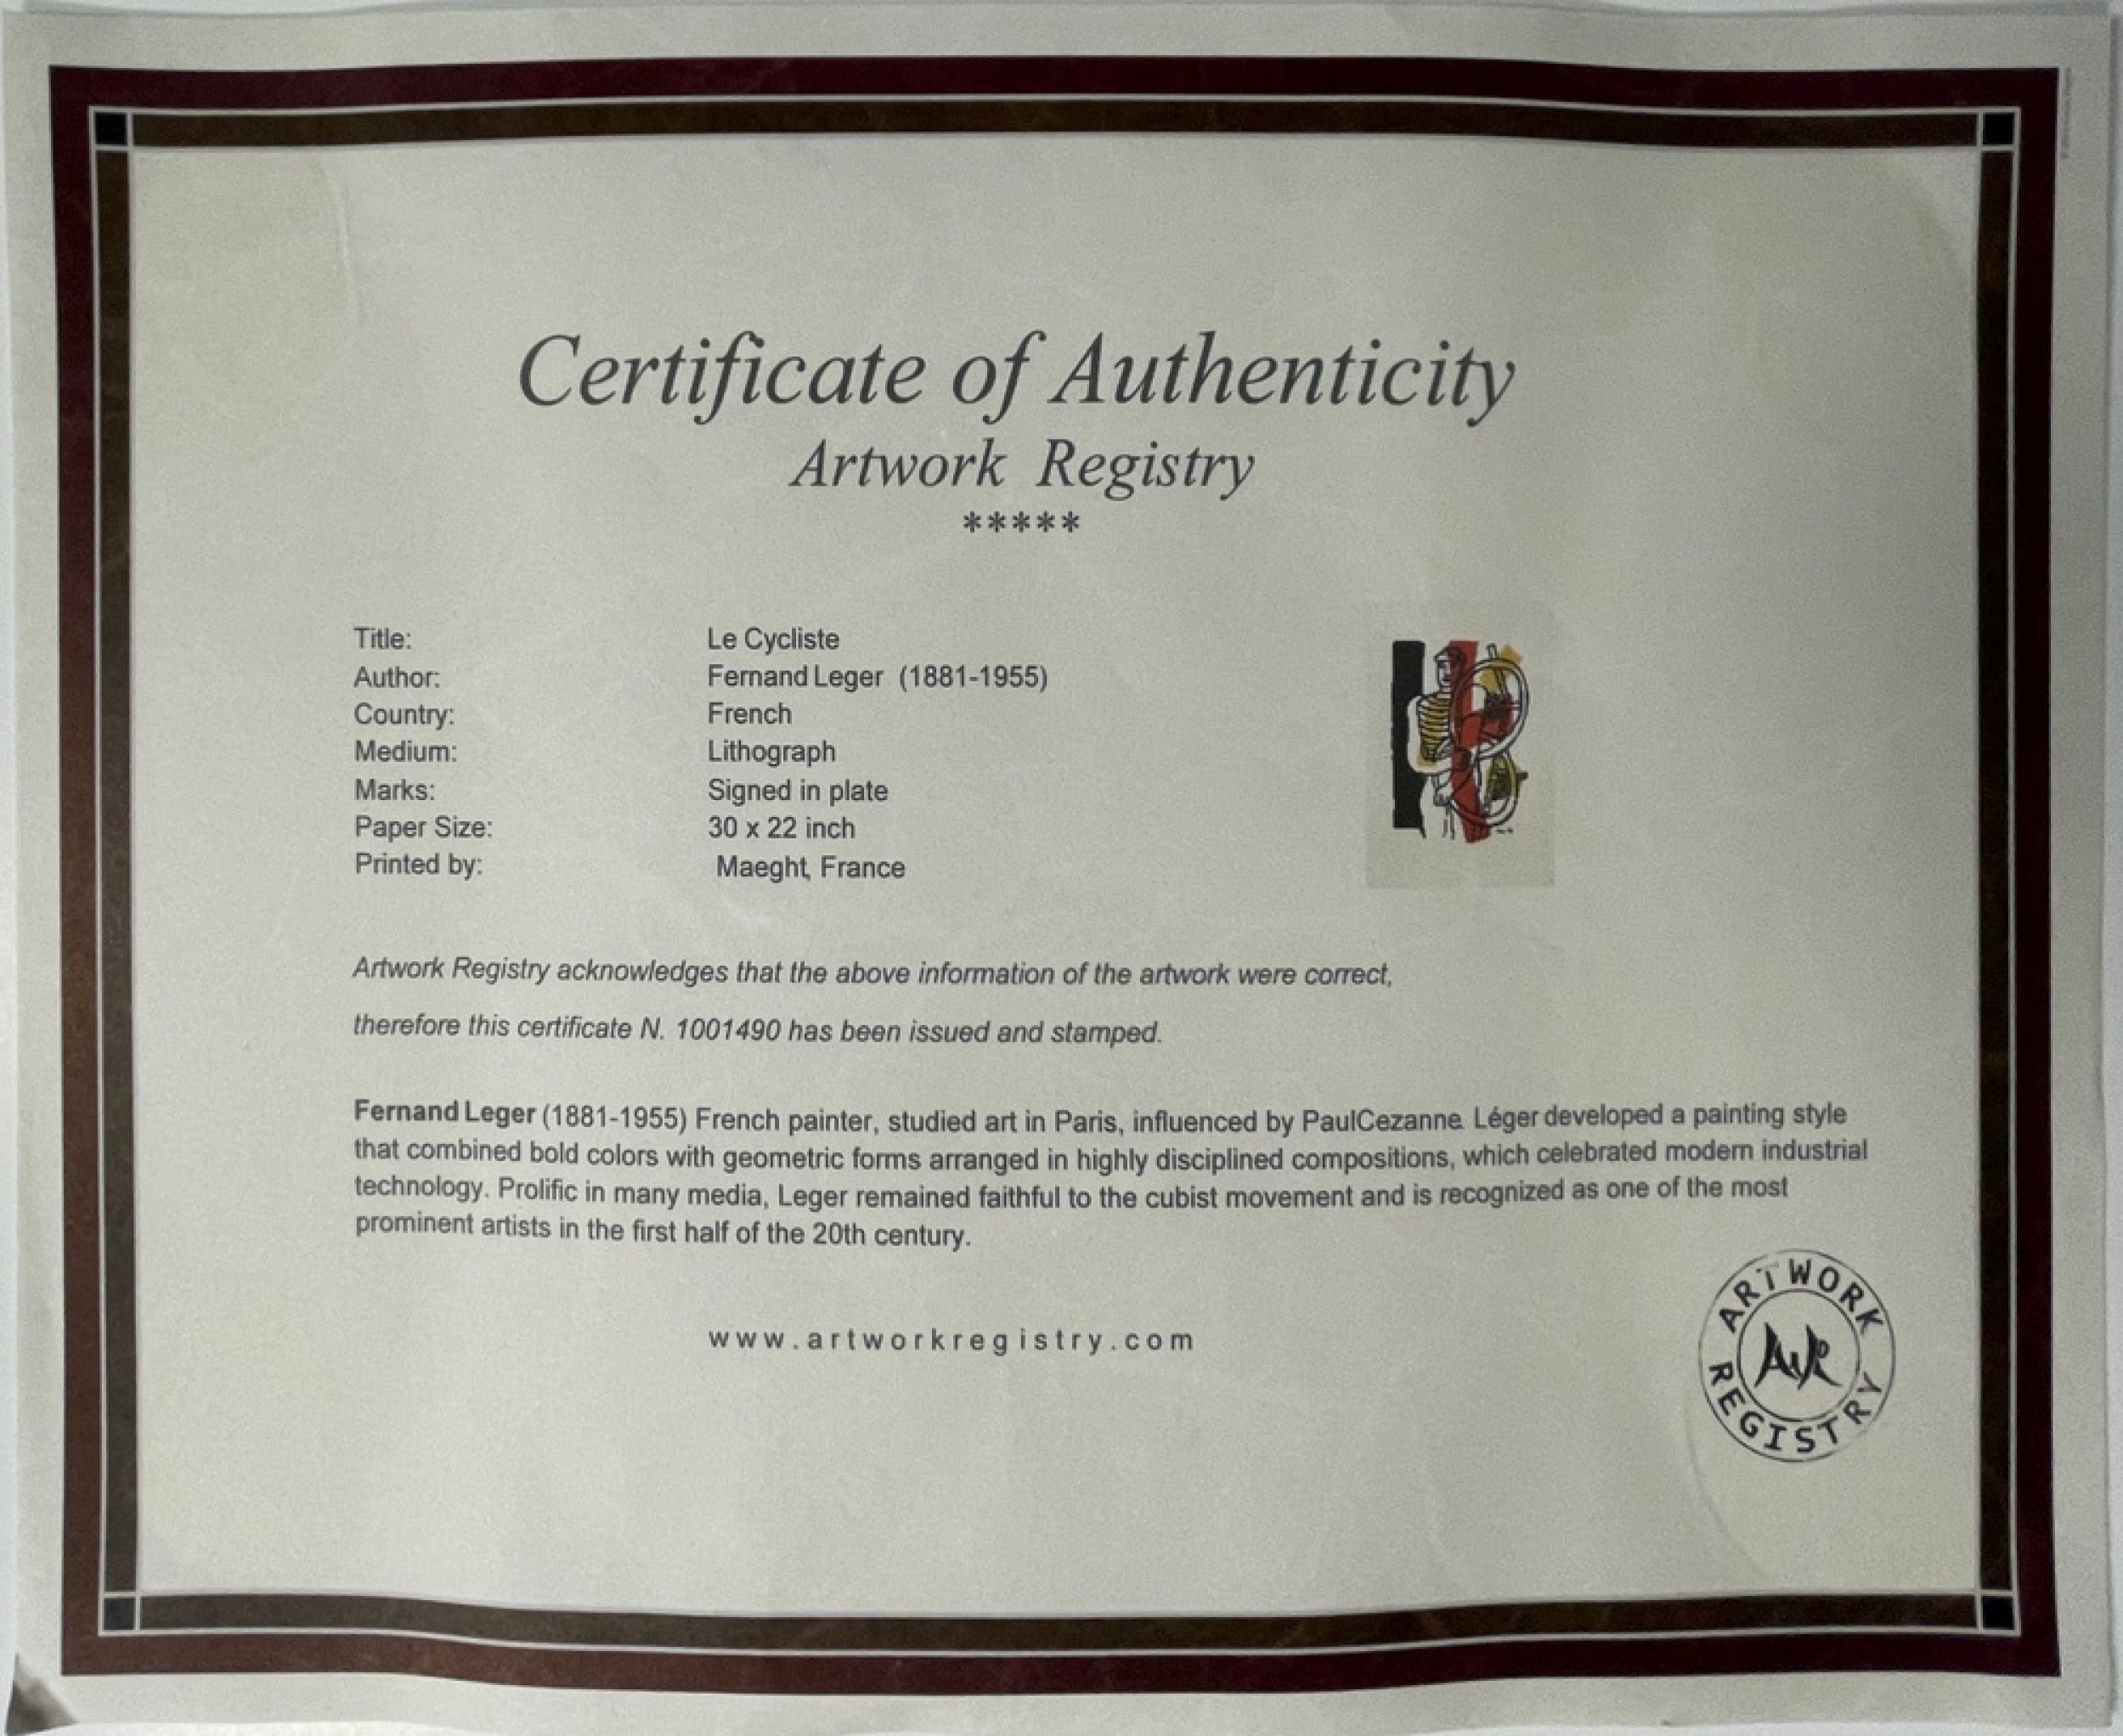 Certificate of Authenticity
Artwork Registry
*****
Title: Le Cycliste
Author: Fernand Leger (1881-1955)
Country: French
Medium: Lithograph
Marks: Signed in plate
Paper Size: 30 x 22 inch
Printed by: Maeght, France
Artwork Registry acknowledges that the above information of the artwork were correct,
therefore this certificate N. 1001490 has been issued and stamped.
Fernand Leger (1881-1955) French painter, studied art in Paris, influenced by PaulCezanne. Léger developed a painting style
that combined bold colors with geometric forms arranged in highly disciplined compositions, which celebrated modern industrial
technology. Prolific in many media, Leger remained faithful to the cubist movement and is recognized as one of the most
prominent artists in the first half of the 20th century.
www.artworkregistry.com
ARTWORK
AR
REGISTRY